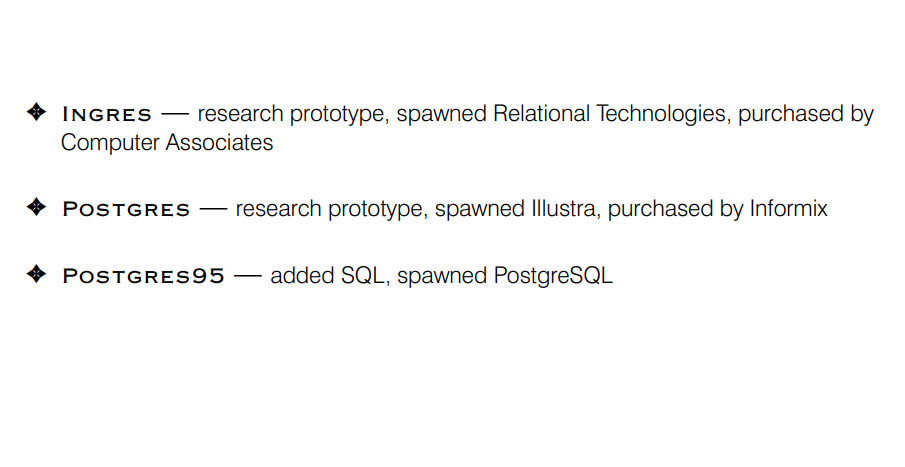 ❖ INGRES — research prototype, spawned Relational Technologies, purchased by
Computer Associates
❖ POSTGRES — research prototype, spawned Illustra, purchased by Informix
❖ POSTGRES95 — added SQL, spawned PostgreSQL